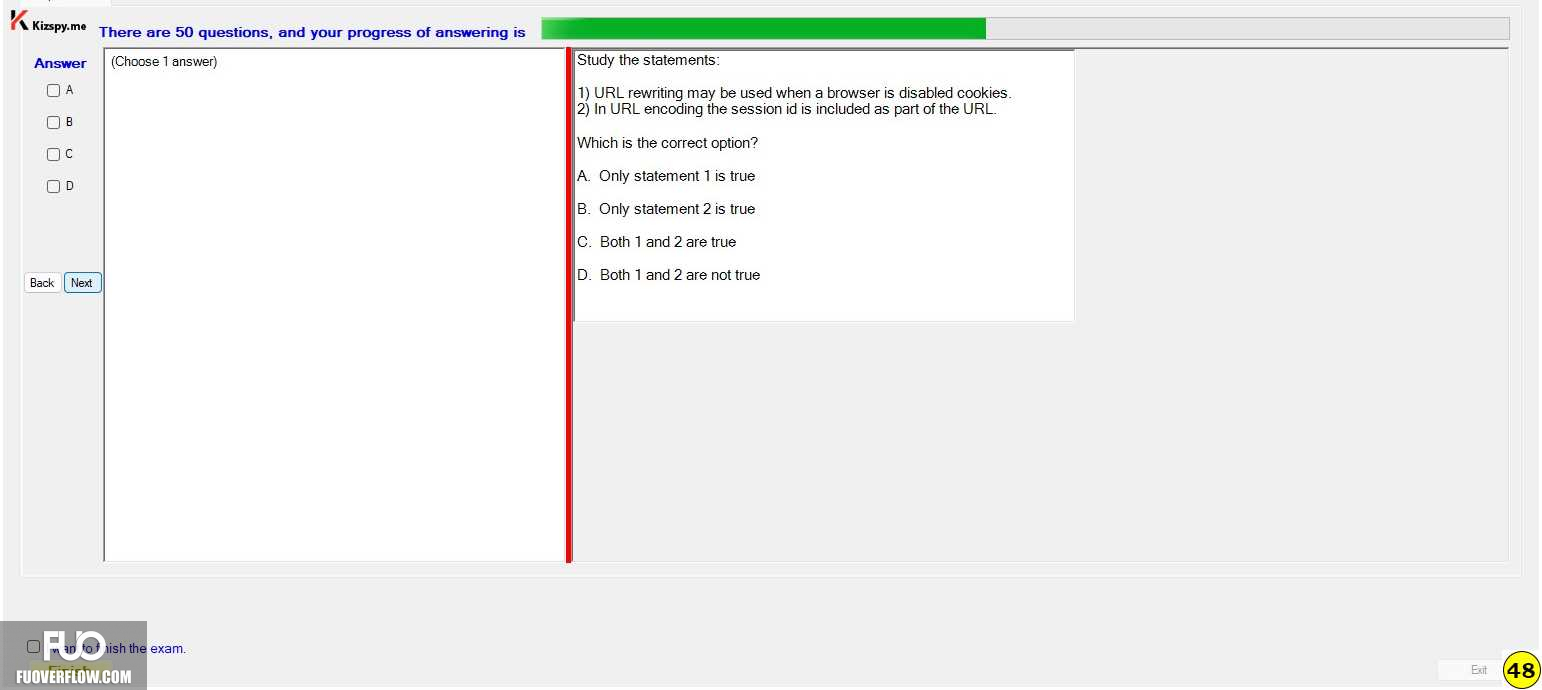 Kizspy.me
There are 50 questions, and your progress of answering is
Answer
(Choose 1 answer)
A
B
C
D
Back
Next
Study the statements:
1) URL rewriting may be used when a browser is disabled cookies.
2) In URL encoding the session id is included as part of the URL.
Which is the correct option?
A. Only statement 1 is true
B. Only statement 2 is true
C. Both 1 and 2 are true
D. Both 1 and 2 are not true
want to finish the exam.
Finish
FUO
FUOVERFLOW.COM
Exit
48